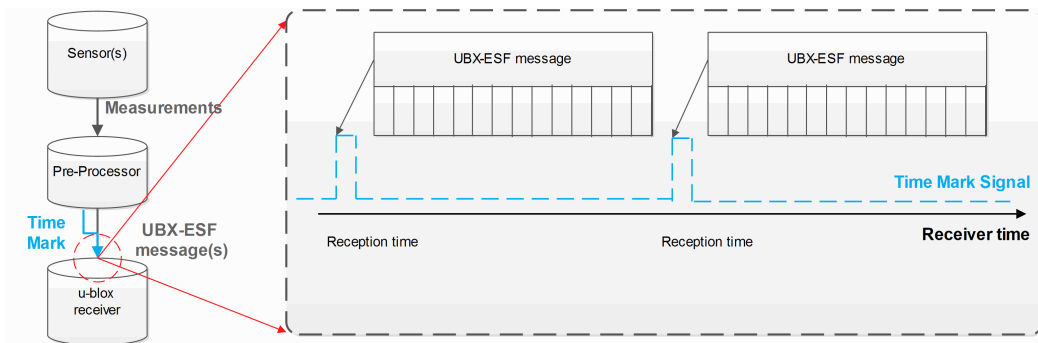 Sensor(s)
Measurements
Pre-Processor
Time
Mark
UBX-ESF
message(s)
u-blox
receiver
UBX-ESF message
UBX-ESF message
Time Mark Signal
Reception time
Reception time
Receiver time